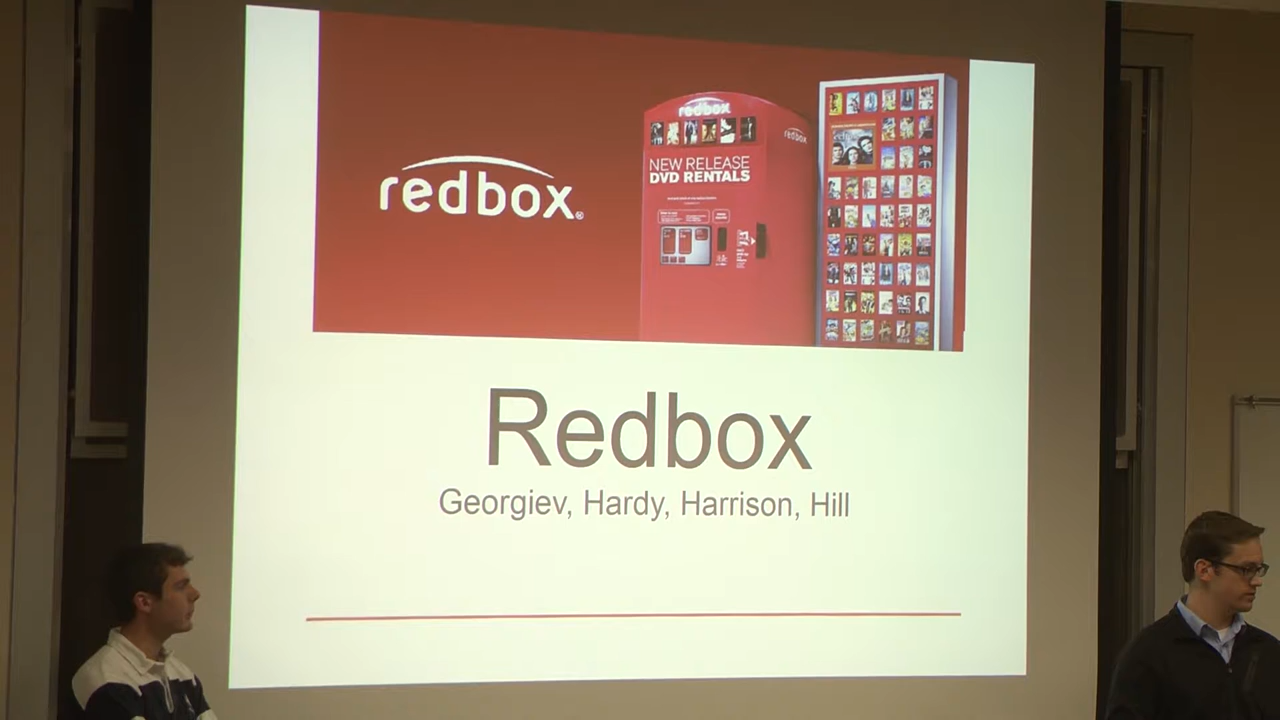 redbox
redbox
redbox®
NEW RELEASE
DVD RENTALS
Redbox
Georgiev, Hardy, Harrison, Hill